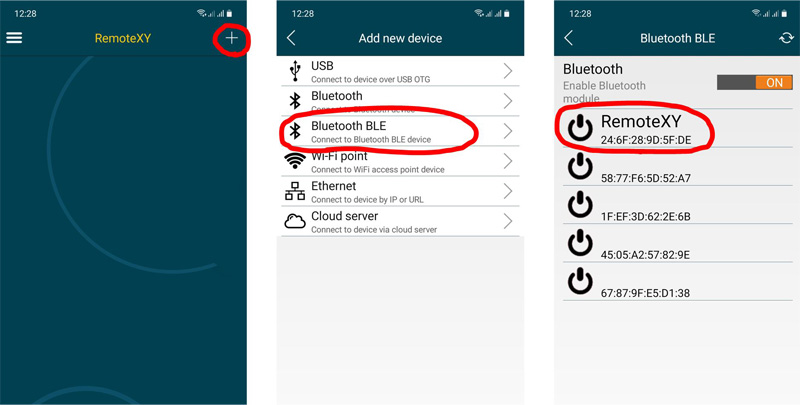 12:28
RemoteXY
12:28
Add new device
USB
Connect to device over USB OTG
Bluetooth
Connect to Bluetooth device
Bluetooth BLE
Connect to Bluetooth BLE device
Wi-Fi point
Connect to WiFi access point device
Ethernet
Connect to device by IP or URL
Cloud server
Connect to device via cloud server
12:28
Bluetooth BLE
Bluetooth
Enable Bluetooth
module
ON
RemoteXY
24:6F:28:9D:5F:DE
58:77:F6:5D:52:A7
1F:EF:3D:62:2E:6B
45:05:A2:57:82:9E
67:87:9F:E5:D1:38